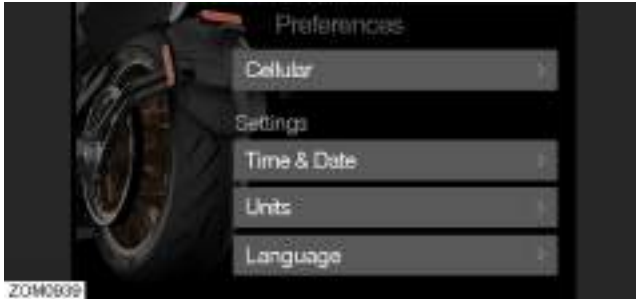 Preferences
Cellular
Settings
Time & Date
Units
Language
ZOM0939